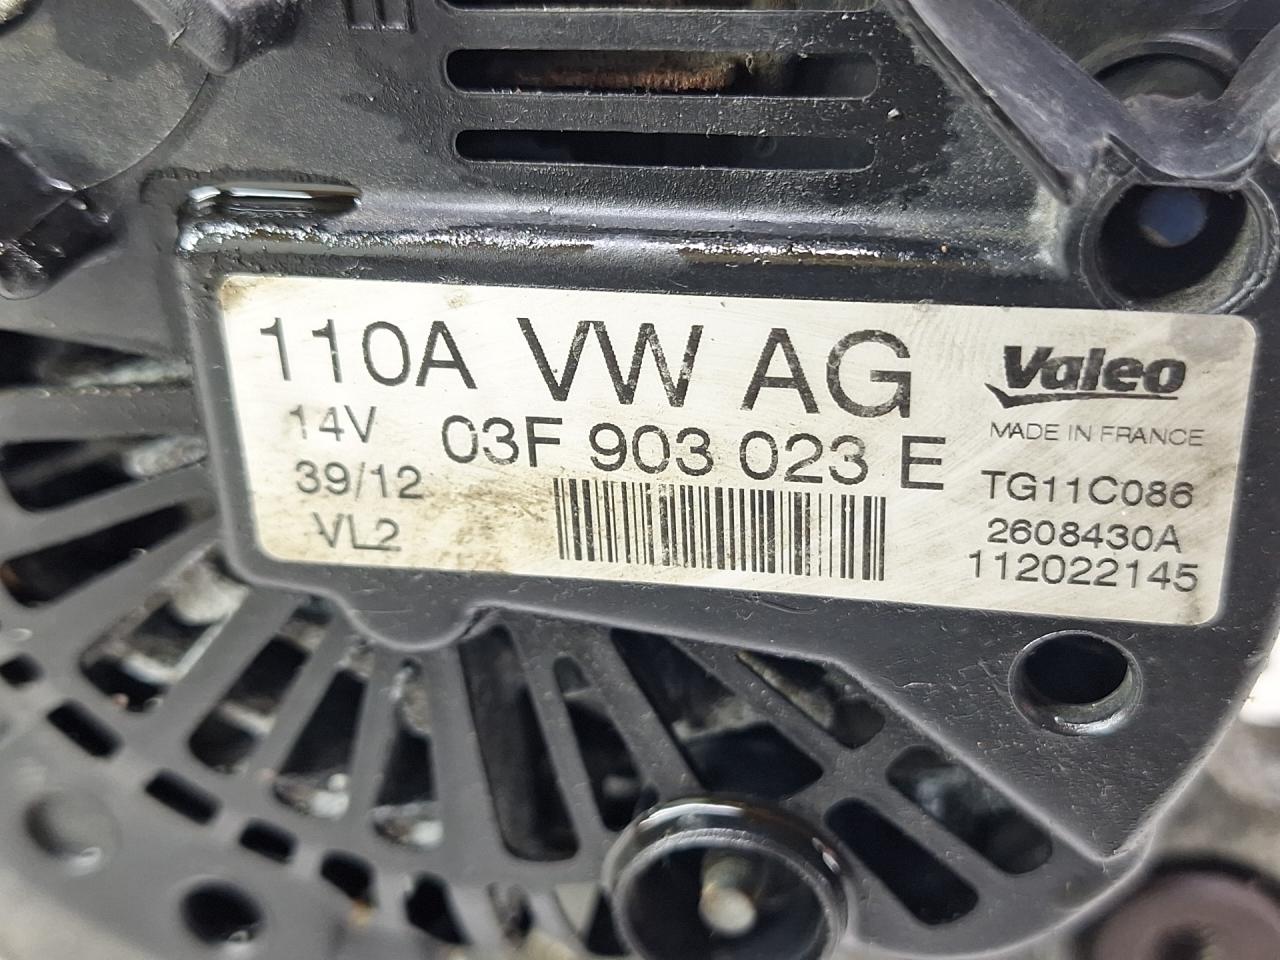 110A VW AG
14V 03F 903 023 E
39/12
VL2
Valeo
MADE IN FRANCE
TG11C086
2608430A
112022145